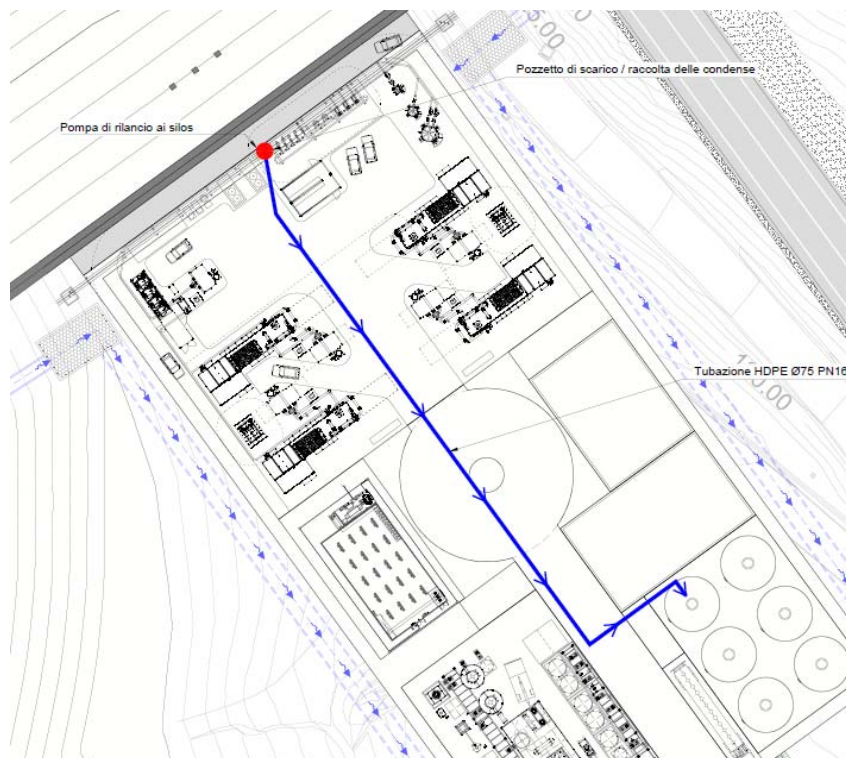 Pozzetto di scarico / raccolta delle condense
Pompa di rilancio ai silos
Tubazione HDPE Ø75 PN16